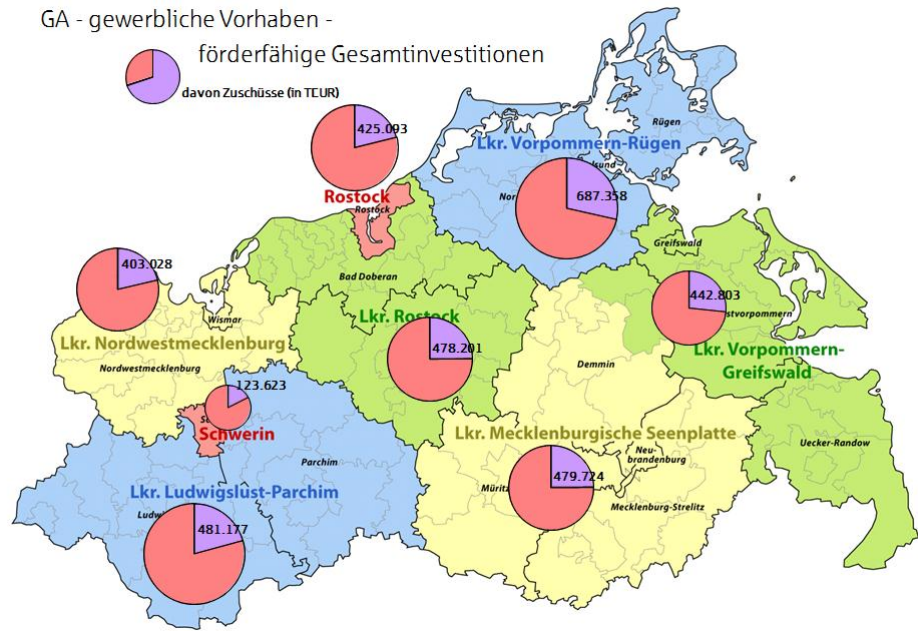 GA - gewerbliche Vorhaben -
förderfähige Gesamtinvestitionen
davon Zuschüsse (in TEUR)
425.093
Rostock
Rostock
Rügen
Lkr. Vorpommern-Rügen
687.358
Greifswald
Bad Doberan
403.028
Wismar
Lkr. Nordwestmecklenburg
Nordwestmecklenburg
Lkr. Rostock
478.201
442.803
Lkr. Vorpommern-
Greifswald
Demmin
123.623
Schwerin
Lkr. Mecklenburgische Seenplatte
Uecker-Randow
Parchim
Neu-
brandenburg
Müritz
479.724
Mecklenburg-Strelitz
Lkr. Ludwigslust-Parchim
481.177